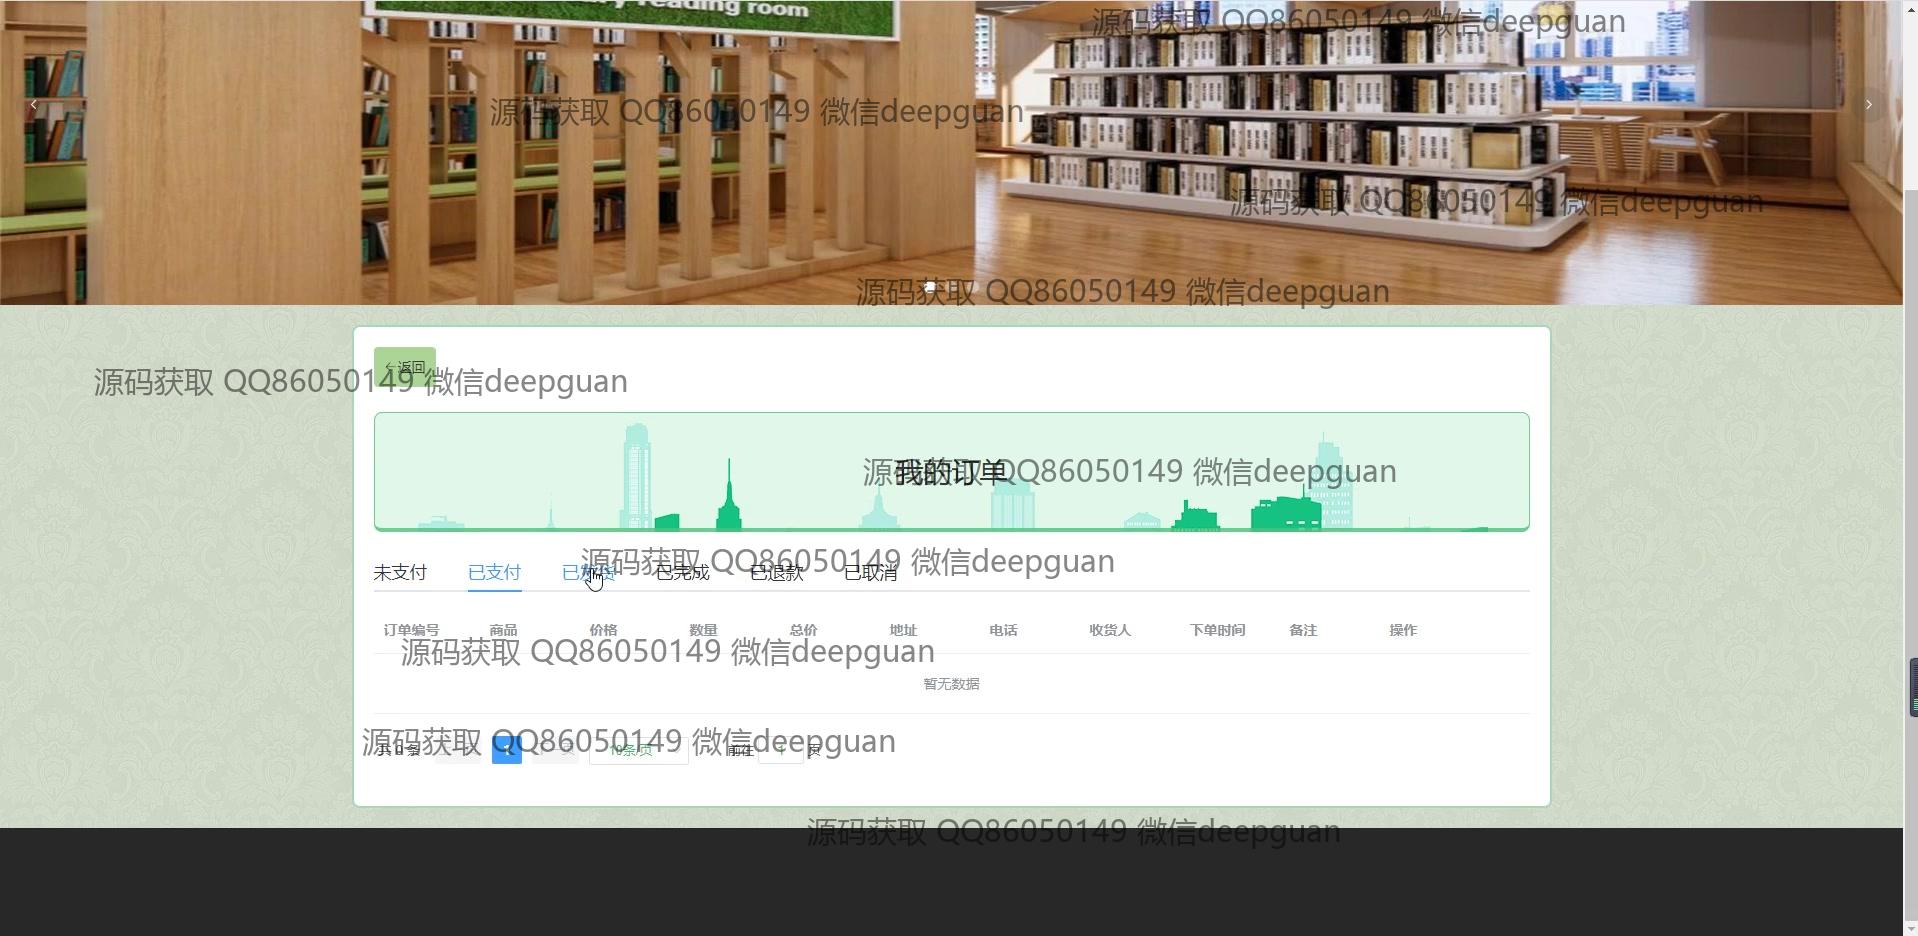 reading room
源码获取 QQ86050149 微信deepguan
源码获取 QQ86050149 微信deepguan
源码获取 QQ86050149 微信deepguan
源码获取 QQ86050149 微信deepguan
←返回
源码获取 QQ86050149 微信deepguan
我的订单
源码获取 QQ86050149 微信deepguan
源码获取 QQ86050149 微信deepguan
未支付 已支付 已发货 已完成 已退款 已取消
订单编号 商品 价格 数量 总价 地址 电话 收货人 下单时间 备注 操作
源码获取 QQ86050149 微信deepguan
暂无数据
源码获取 QQ86050149 微信deepguan
共 0 条 1 10条/页 前往 1 页
源码获取 QQ86050149 微信deepguan